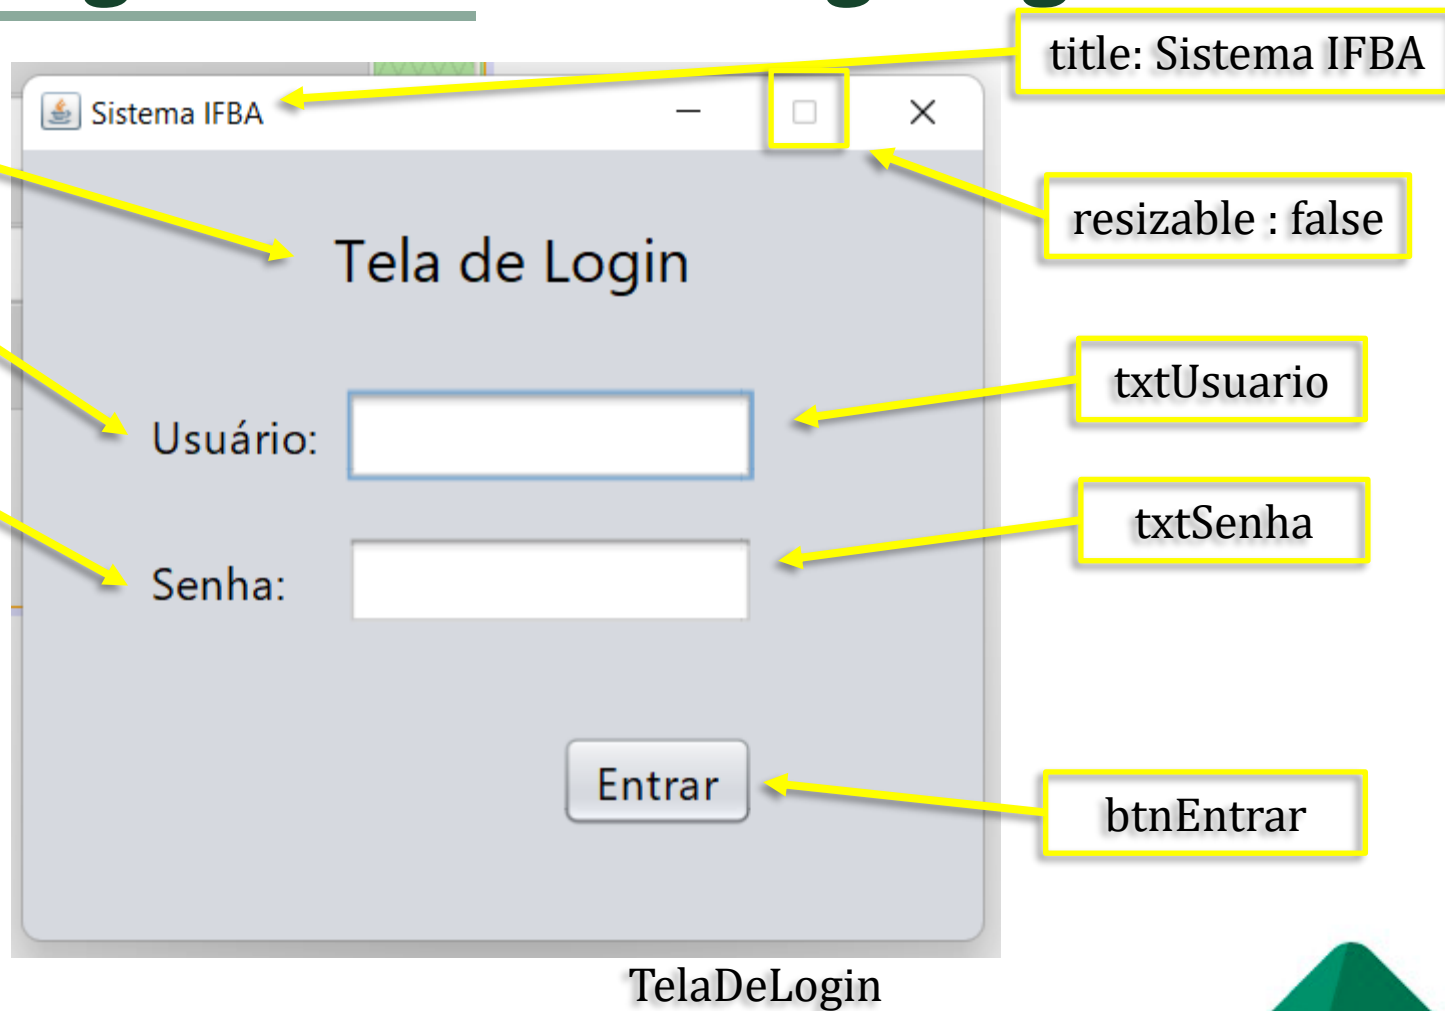 title: Sistema IFBA
Sistema IFBA
resizable : false
Tela de Login
txtUsuario
Usuário:
txtSenha
Senha:
Entrar
btnEntrar
TelaDeLogin